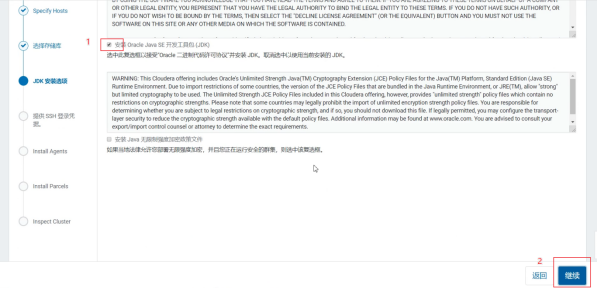 Specify Hosts
选择存储库
JDK 安装选项
提供 SSH 登录凭
据。
Install Agents
Install Parcels
Inspect Cluster
OR OTHER LEGAL ENTITY, YOU REPRESENT THAT YOU HAVE THE LEGAL AUTHORITY TO BIND THE LEGAL ENTITY TO THESE TERMS. IF YOU DO NOT HAVE SUCH AUTHORITY, OR
IF YOU DO NOT WISH TO BE BOUND BY THE TERMS, THEN SELECT THE "DECLINE LICENSE AGREEMENT" (OR THE EQUIVALENT) BUTTON AND YOU MUST NOT USE THE
SOFTWARE ON THIS SITE OR ANY OTHER MEDIA ON WHICH THE SOFTWARE IS CONTAINED.
1
安装 Oracle Java SE 开发工具包 (JDK)
选中此复选框以接受"Oracle 二进制代码许可协议"并安装 JDK。取消选中以使用当前安装的 JDK。
WARNING: This Cloudera offering includes Oracle's Unlimited Strength Java(TM) Cryptography Extension (JCE) Policy Files for the Java(TM) Platform, Standard Edition (Java SE)
Runtime Environment. Due to import restrictions of some countries, the version of the JCE Policy Files that are bundled in the Java Runtime Environment, or JRE(TM), allow "strong"
but limited cryptography to be used. The Unlimited Strength JCE Policy Files included in this Cloudera offering, however, provides "unlimited strength" policy files which contain no
restrictions on cryptographic strengths. Please note that some countries may legally prohibit the import of unlimited encryption strength policy files. You are responsible for
determining whether you are subject to legal restrictions on cryptographic strength, and if so, you should not download this file. If legally permitted, you may configure the transport-
layer security to reduce the cryptographic strength available with the default policy files. Additional information may be found at www.oracle.com. You are advised to consult your
export/import control counsel or attorney to determine the exact requirements.
安装 Java 无限制强度加密政策文件
如果当地法律允许您部署无限强度加密，并且您正在运行安全的群集，则选中该复选框。
2
返回
继续